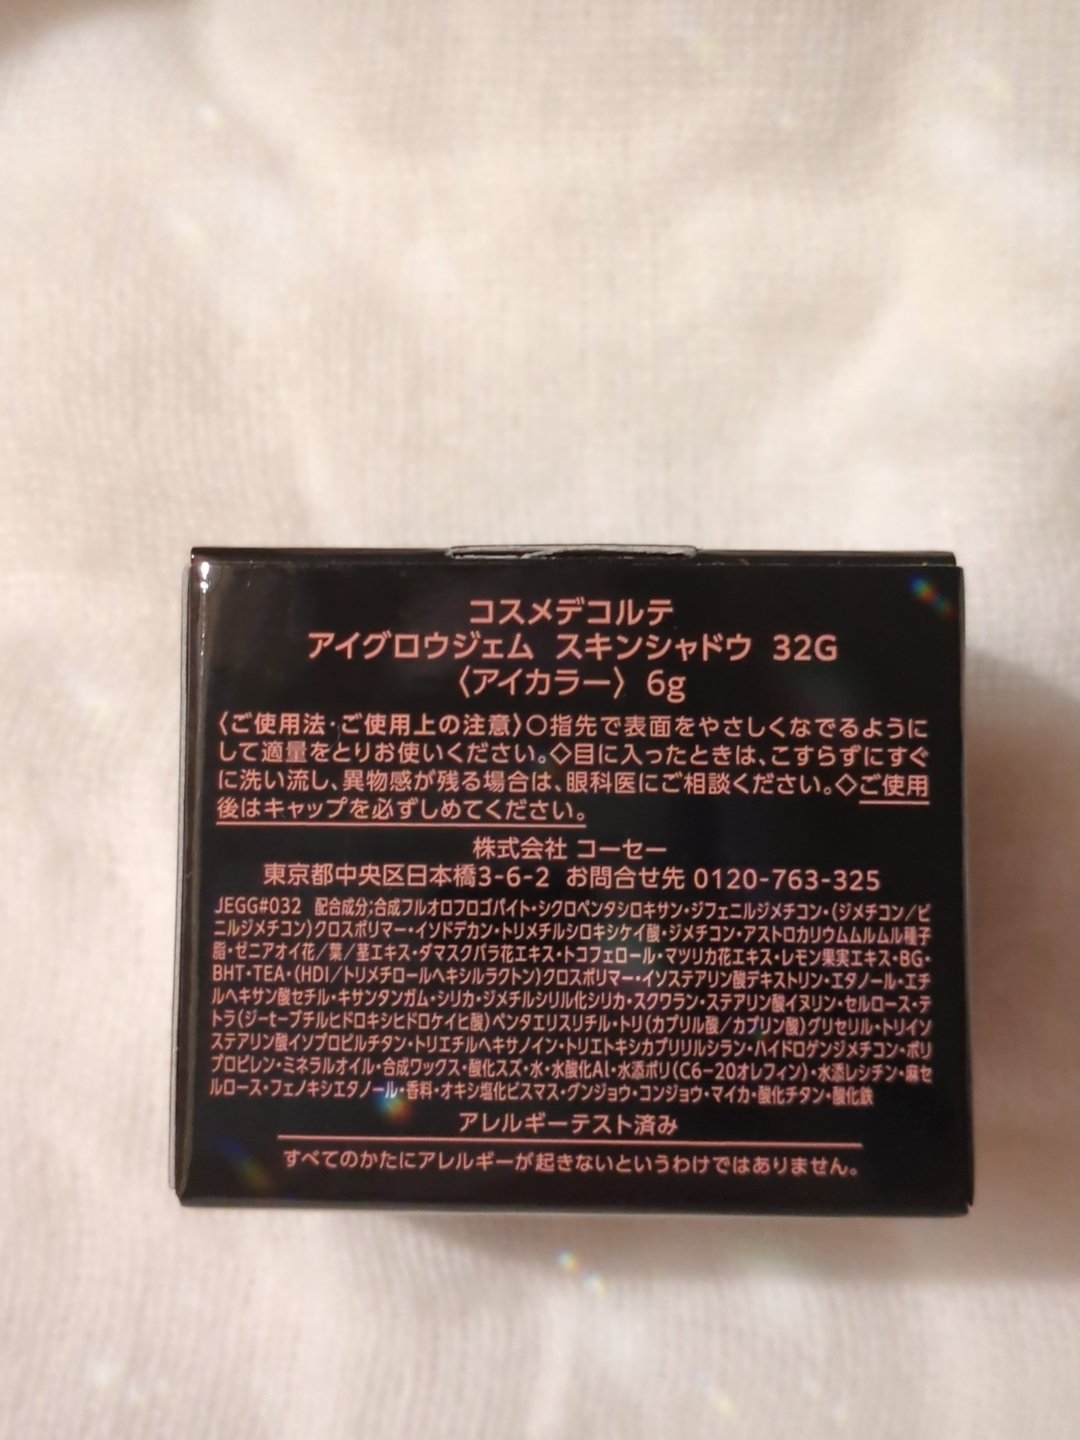 コスメデコルテ
アイグロウジェム スキンシャドウ 32G
〈アイカラー〉 6g
〈ご使用法・ご使用上の注意〉○指先で表面をやさしくなでるように
して適量をとりお使いください。◇目に入ったときは、こすらずにすぐ
に洗い流し、異物感が残る場合は、眼科医にご相談ください。◇ご使用
後はキャップを必ずしめてください。
株式会社 コーセー
東京都中央区日本橋3-6-2 お問合せ先 0120-763-325
JEGG#032 配合成分:合成フルオロフロゴパイト・シクロペンタシロキサン・ジフェニルジメチコン・(ジメチコン/ビ
ニルジメチコン)クロスポリマー・イソドデカン・トリメチルシロキシケイ酸・ジメチコン・アストロカリウムムルムル種子
脂・ゼニアオイ花/葉/茎エキス・ダマスクバラ花エキス・トコフェロール・マツリカ花エキス・レモン果実エキス・BG・
BHT・TEA・(HDI/トリメチロールヘキシルラクトン)クロスポリマー・イソステアリン酸デキストリン・エタノール・エチ
ルヘキサン酸セチル・キサンタンガム・シリカ・ジメチルシリル化シリカ・スクワラン・ステアリン酸イヌリン・セルロース・テ
トラ(ジ-t-ブチルヒドロキシヒドロケイヒ酸)ペンタエリスリチル・トリ(カプリル酸/カプリン酸)グリセリル・トリイソ
ステアリン酸イソプロピルチタン・トリエチルヘキサノイン・トリエトキシカプリリルシラン・ハイドロゲンジメチコン・ポリ
プロピレン・ミネラルオイル・合成ワックス・酸化スズ・水・水酸化Al・水添ポリ(C6-20オレフィン)・水添レシチン・麻セ
ルロース・フェノキシエタノール・香料・オキシ塩化ビスマス・グンジョウ・コンジョウ・マイカ・酸化チタン・酸化鉄
アレルギーテスト済み
すべてのかたにアレルギーが起きないというわけではありません。